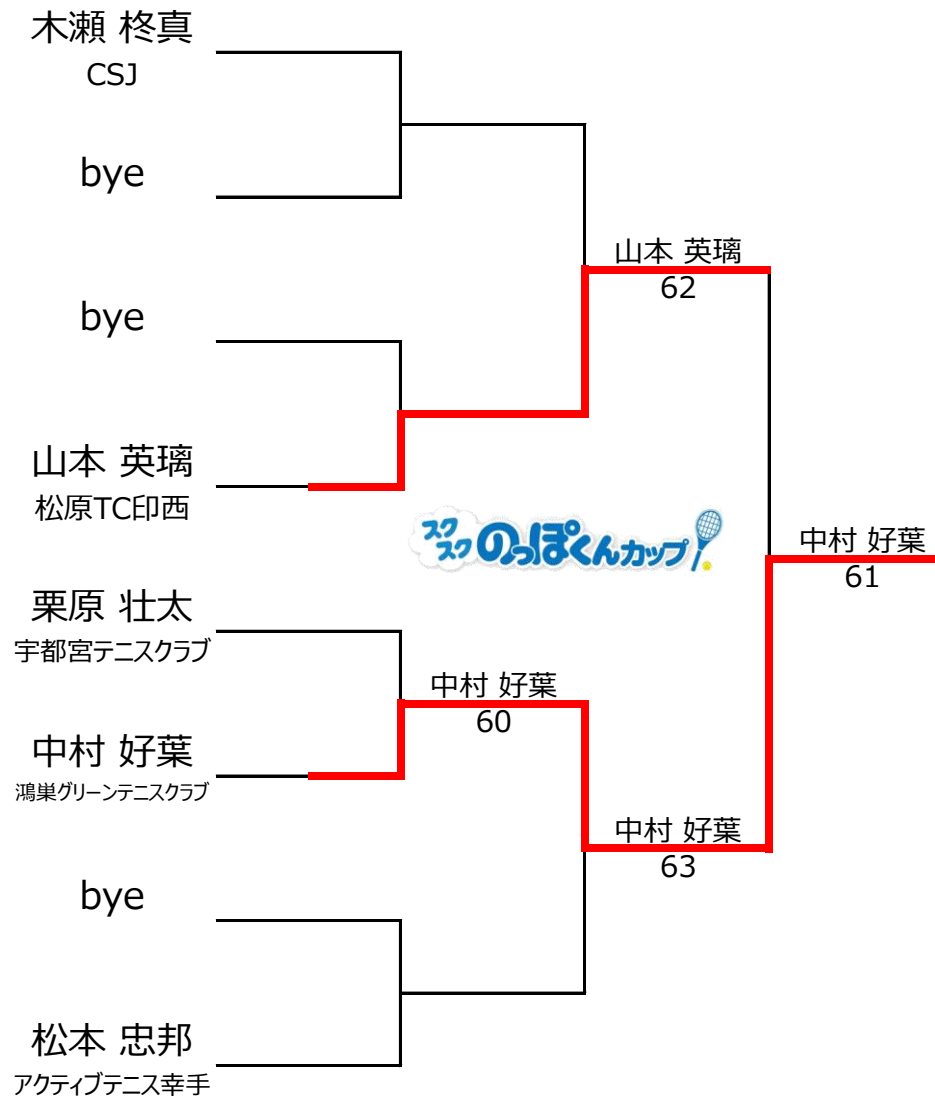 木瀬 柊真
CSJ
bye
bye
山本 英璃
62
山本 英璃
松原TC印西
スクスクのっぽくんカップ
中村 好葉
61
栗原 壮太
宇都宮テニスクラブ
中村 好葉
60
中村 好葉
鴻巣グリーンテニスクラブ
中村 好葉
63
bye
松本 忠邦
アクティブテニス幸手